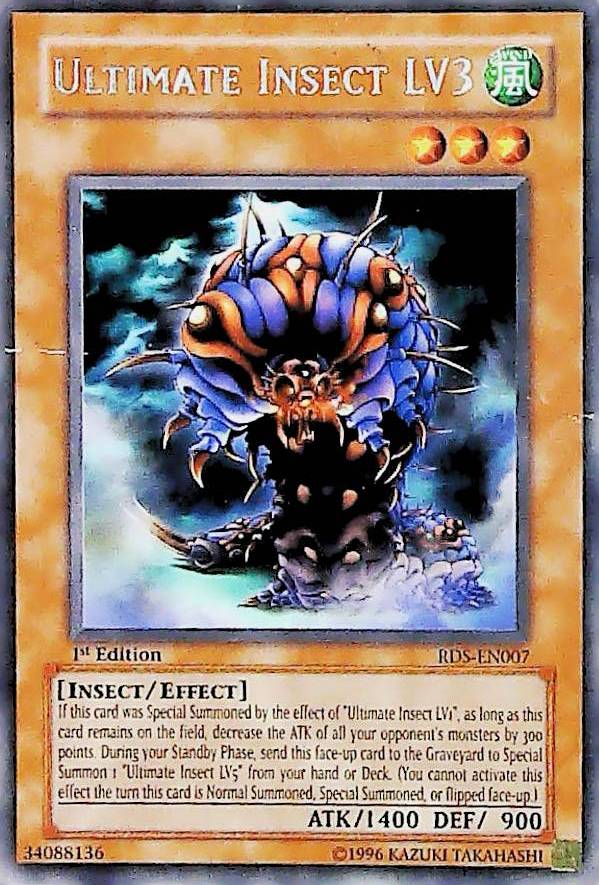 ULTIMATE INSECT LV3
WIND
風
1st Edition
RDS-EN007
[INSECT/EFFECT]
If this card was Special Summoned by the effect of "Ultimate Insect LV1", as long as this
card remains on the field, decrease the ATK of all your opponent's monsters by 300
points. During your Standby Phase, send this face-up card to the Graveyard to Special
Summon 1 "Ultimate Insect LV5" from your hand or Deck. (You cannot activate this
effect the turn this card is Normal Summoned, Special Summoned, or flipped face-up.)
ATK/1400 DEF/ 900
34088136
©1996 KAZUKI TAKAHASHI